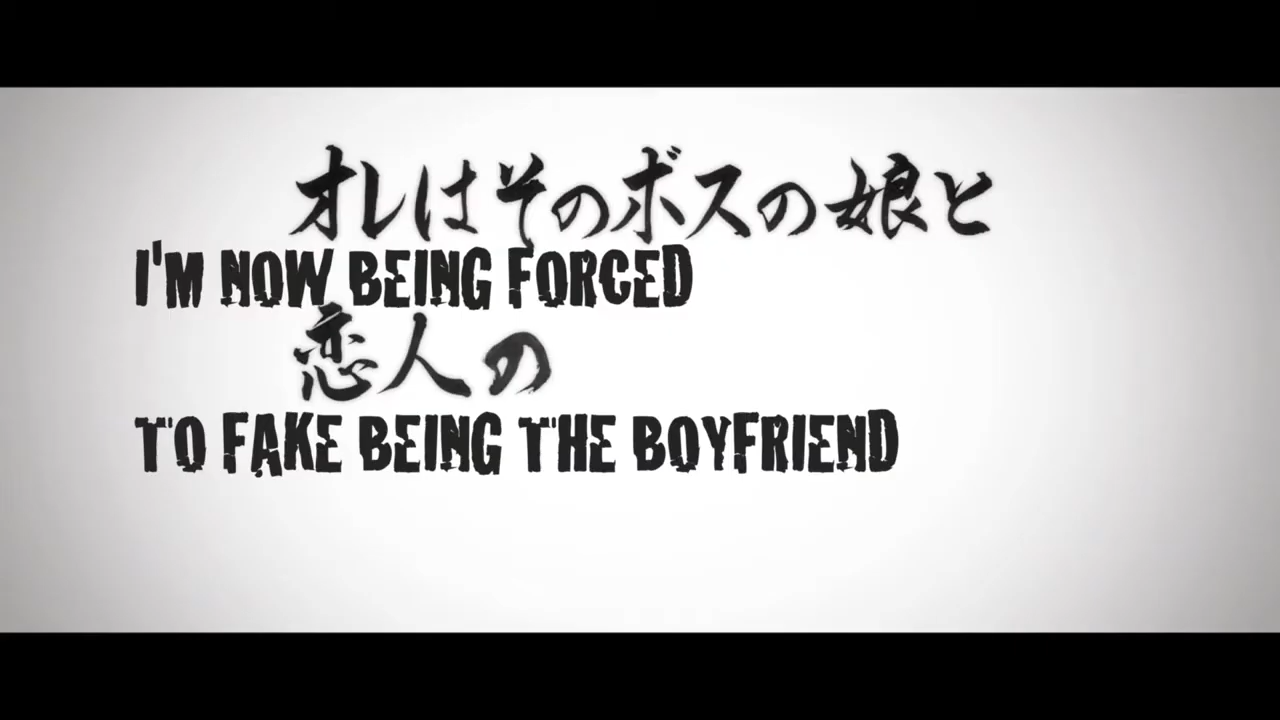 オレはそのボスの娘と
I'M NOW BEING FORCED
恋人の
TO FAKE BEING THE BOYFRIEND